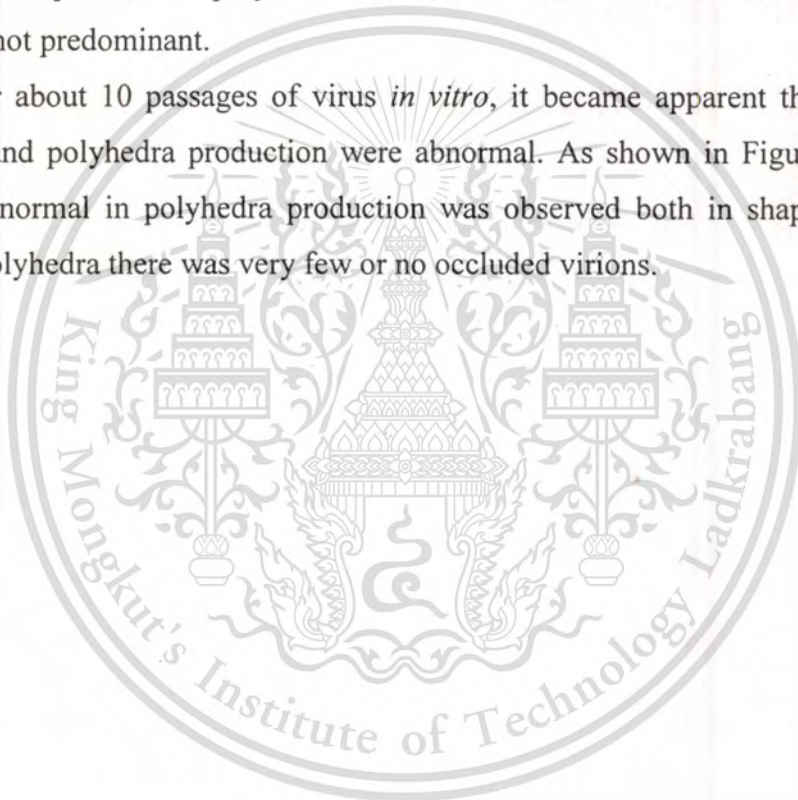 not predominant.
about 10 passages of virus in vitro, it became apparent th
and polyhedra production were abnormal. As shown in Figu
normal in polyhedra production was observed both in shap
olyhedra there was very few or no occluded virions.
King Mongkut's Institute of Technology Ladkrabang